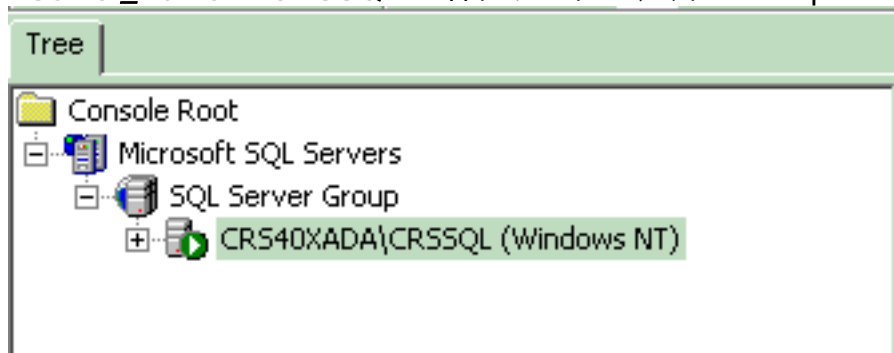 Tree
Console Root
Microsoft SQL Servers
SQL Server Group
CRS40XADA\CRSSQL (Windows NT)